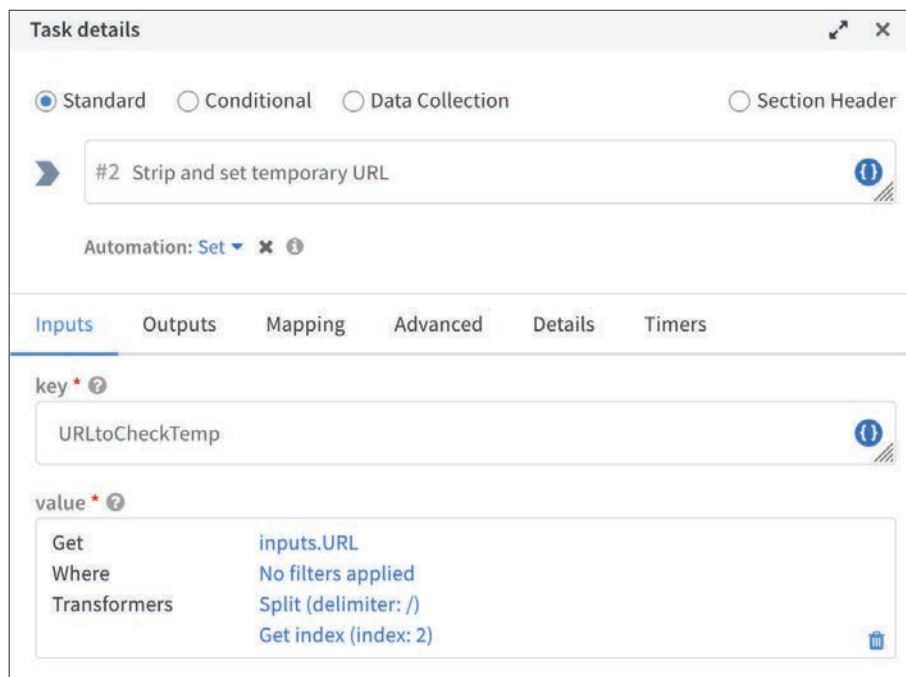 Task details
Standard Conditional Data Collection Section Header
#2 Strip and set temporary URL
Automation: Set
Inputs Outputs Mapping Advanced Details Timers
key *
URLtoCheckTemp
value *
Get inputs.URL
Where No filters applied
Transformers Split (delimiter: /)
Get index (index: 2)